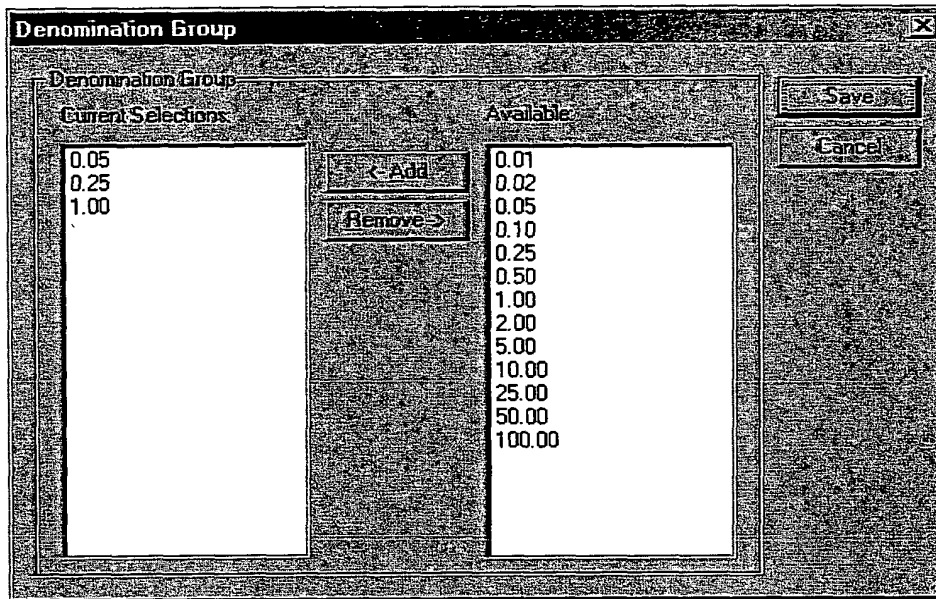 Denomination Group
Denomination Group
Current Selections:
0.05
0.25
1.00
<- Add
Remove ->
Available:
0.01
0.02
0.05
0.10
0.25
0.50
1.00
2.00
5.00
10.00
25.00
50.00
100.00
Save
Cancel